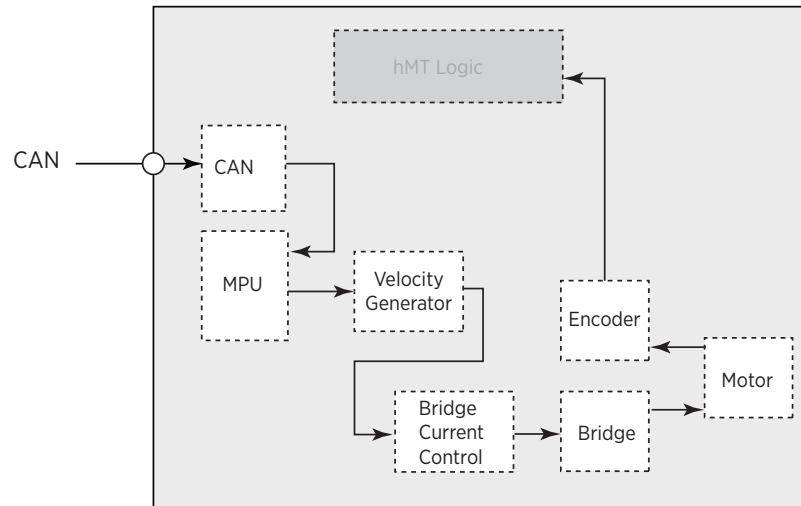 hMT Logic
CAN
CAN
MPU
Velocity
Generator
Encoder
Motor
Bridge
Current
Control
Bridge